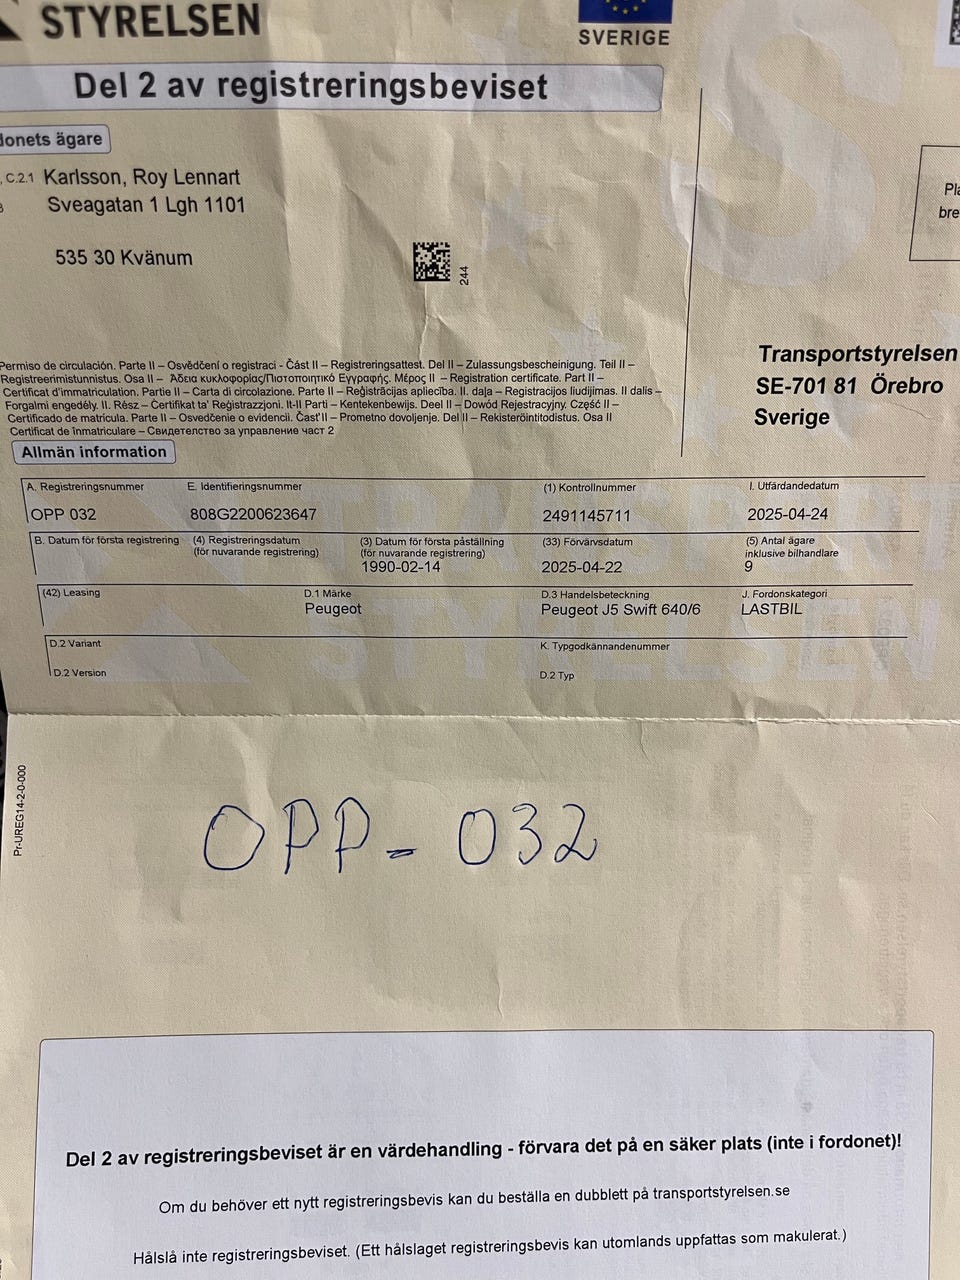 STYRELSEN
SVERIGE
Del 2 av registreringsbeviset
donets ägare
C.2.1 Karlsson, Roy Lennart
Sveagatan 1 Lgh 1101
535 30 Kvänum
244
Pla
bre
Permiso de circulación. Parte II – Osvědčení o registraci - Část II – Registreringsattest. Del II – Zulassungsbescheinigung. Teil II –
Registreerimistunnistus. Osa II – Άδεια κυκλοφορίας/Πιστοποιητικό Εγγραφής. Μέρος II – Registration certificate. Part II –
Certificat d'immatriculation. Partie II – Carta di circolazione. Parte II – Reģistrācijas apliecība. II. daļa – Registracijos liudijimas. II dalis –
Forgalmi engedély. II. Rész – Ċertifikat ta' Reġistrazzjoni. It-II Parti – Kentekenbewijs. Deel II – Dowód Rejestracyjny. Część II –
Certificado de matrícula. Parte II – Osvedčenie o evidencii. Časť II – Prometno dovoljenje. Del II – Rekisteröintitodistus. Osa II
Certificat de înmatriculare – Свидетелство за управление част 2
Transportstyrelsen
SE-701 81 Örebro
Sverige
Allmän information
A. Registreringsnummer E. Identifieringsnummer (1) Kontrollnummer I. Utfärdandedatum
OPP 032 808G2200623647 2491145711 2025-04-24
B. Datum för första registrering (4) Registreringsdatum (för nuvarande registrering) (3) Datum för första påställning (för nuvarande registrering) (33) Förvärvsdatum (5) Antal ägare inklusive bilhandlare
1990-02-14 2025-04-22 9
(42) Leasing D.1 Märke D.3 Handelsbeteckning J. Fordonskategori
Peugeot Peugeot J5 Swift 640/6 LASTBIL
D.2 Variant K. Typgodkännandenummer
D.2 Version D.2 Typ
TRANSPORT
STYRELSEN
Pr-UREG14-2-0-000
OPP - 032
Del 2 av registreringsbeviset är en värdehandling - förvara det på en säker plats (inte i fordonet)!
Om du behöver ett nytt registreringsbevis kan du beställa en dubblett på transportstyrelsen.se
Hålslå inte registreringsbeviset. (Ett hålslaget registreringsbevis kan utomlands uppfattas som makulerat.)